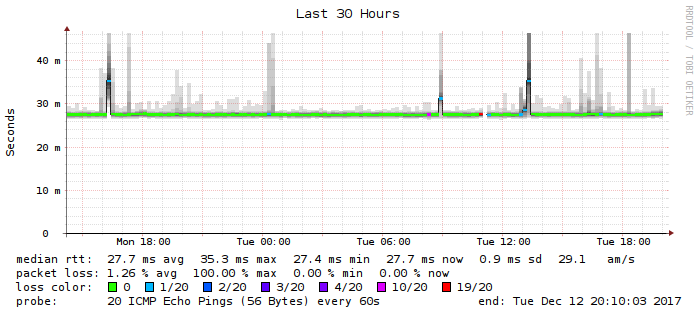 Last 30 Hours
RRDTOOL / TOBI OETIKER
Seconds
40 m
30 m
20 m
10 m
0
Mon 18:00 Tue 00:00 Tue 06:00 Tue 12:00 Tue 18:00
median rtt: 27.7 ms avg 35.3 ms max 27.4 ms min 27.7 ms now 0.9 ms sd 29.1 am/s
packet loss: 1.26 % avg 100.00 % max 0.00 % min 0.00 % now
loss color: 0 1/20 2/20 3/20 4/20 10/20 19/20
probe: 20 ICMP Echo Pings (56 Bytes) every 60s end: Tue Dec 12 20:10:03 2017